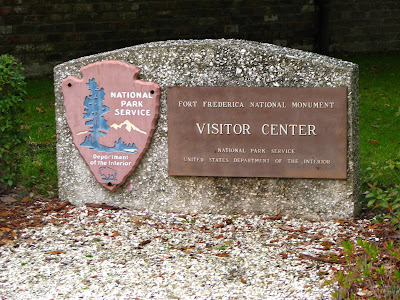 NATIONAL
PARK
SERVICE
Department
of the Interior
FORT FREDERICA NATIONAL MONUMENT
VISITOR CENTER
NATIONAL PARK SERVICE
UNITED STATES DEPARTMENT OF THE INTERIOR